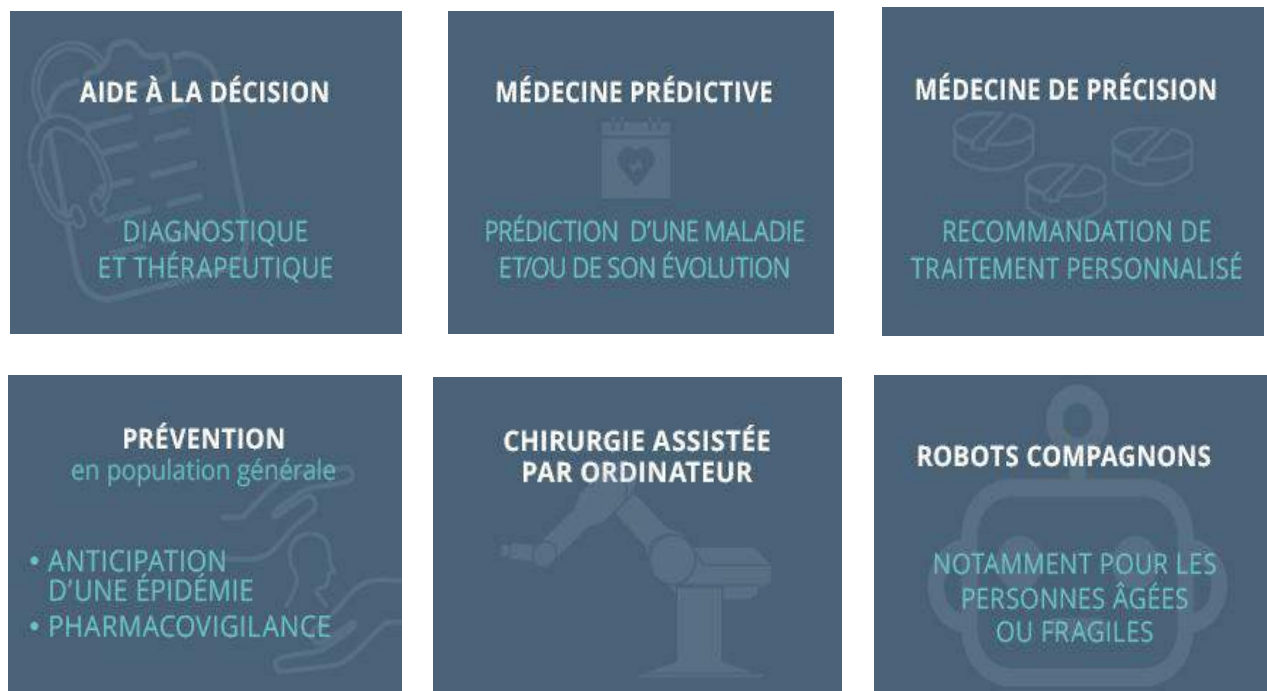 AIDE À LA DÉCISION
DIAGNOSTIQUE
ET THÉRAPEUTIQUE
MÉDECINE PRÉDICTIVE
PRÉDICTION D'UNE MALADIE
ET/OU DE SON ÉVOLUTION
MÉDECINE DE PRÉCISION
RECOMMANDATION DE
TRAITEMENT PERSONNALISÉ
PRÉVENTION
en population générale
• ANTICIPATION
D'UNE ÉPIDÉMIE
• PHARMACOVIGILANCE
CHIRURGIE ASSISTÉE
PAR ORDINATEUR
ROBOTS COMPAGNONS
NOTAMMENT POUR LES
PERSONNES ÂGÉES
OU FRAGILES